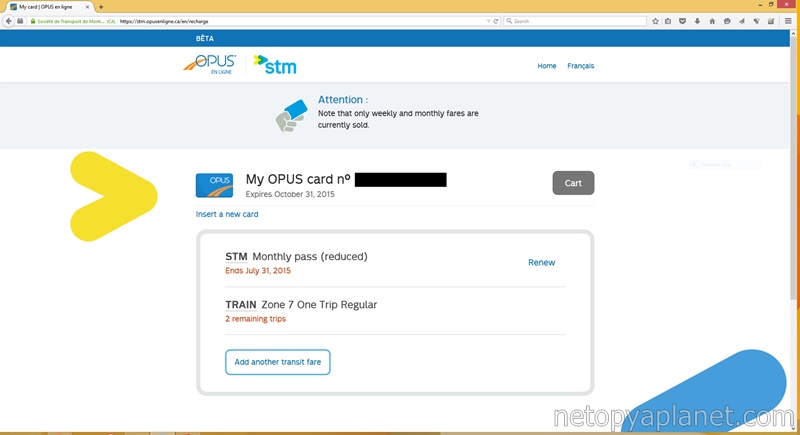 My card | OPUS en ligne
Société de Transport de Mont... (CA)
https://stm.opusenligne.ca/en/recharge
Search
BÊTA
OPUS
EN LIGNE
stm
Home
Français
Attention :
Note that only weekly and monthly fares are
currently sold.
OPUS
My OPUS card nº
Expires October 31, 2015
Cart
Insert a new card
STM Monthly pass (reduced)
Ends July 31, 2015
Renew
TRAIN Zone 7 One Trip Regular
2 remaining trips
Add another transit fare
netopyaplanet.com